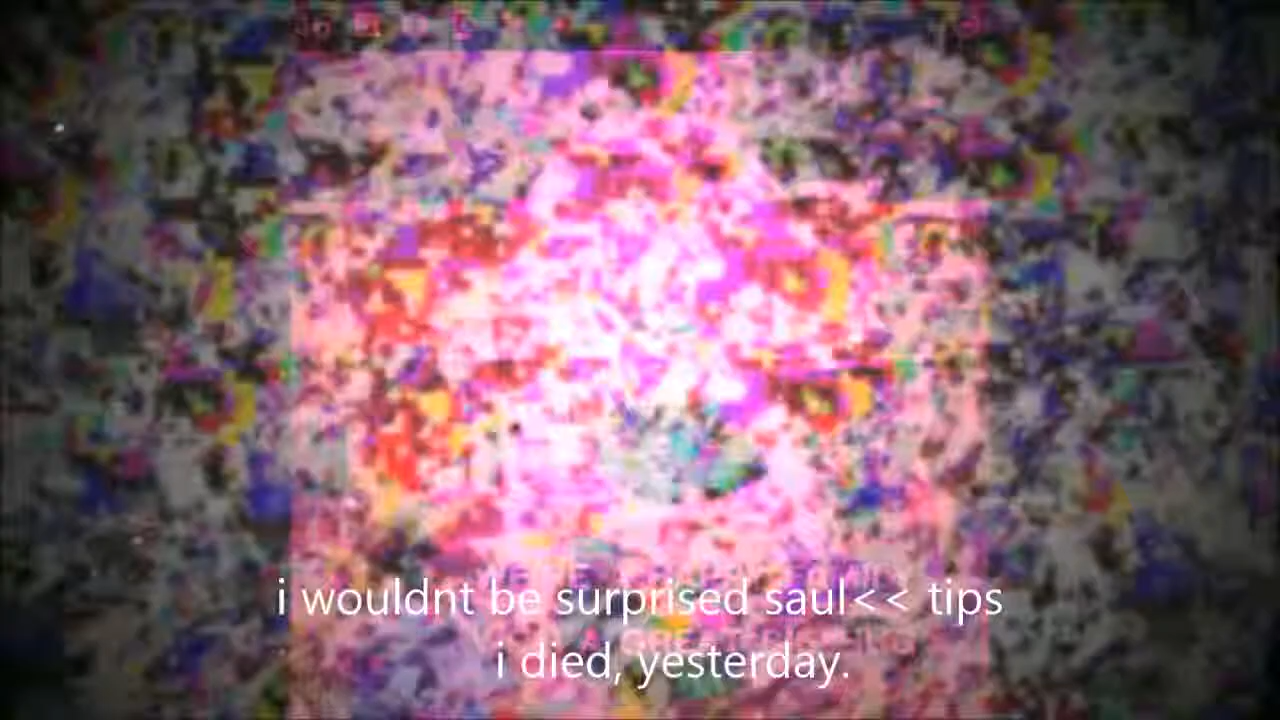 i wouldnt be surprised saul<< tips
i died, yesterday.